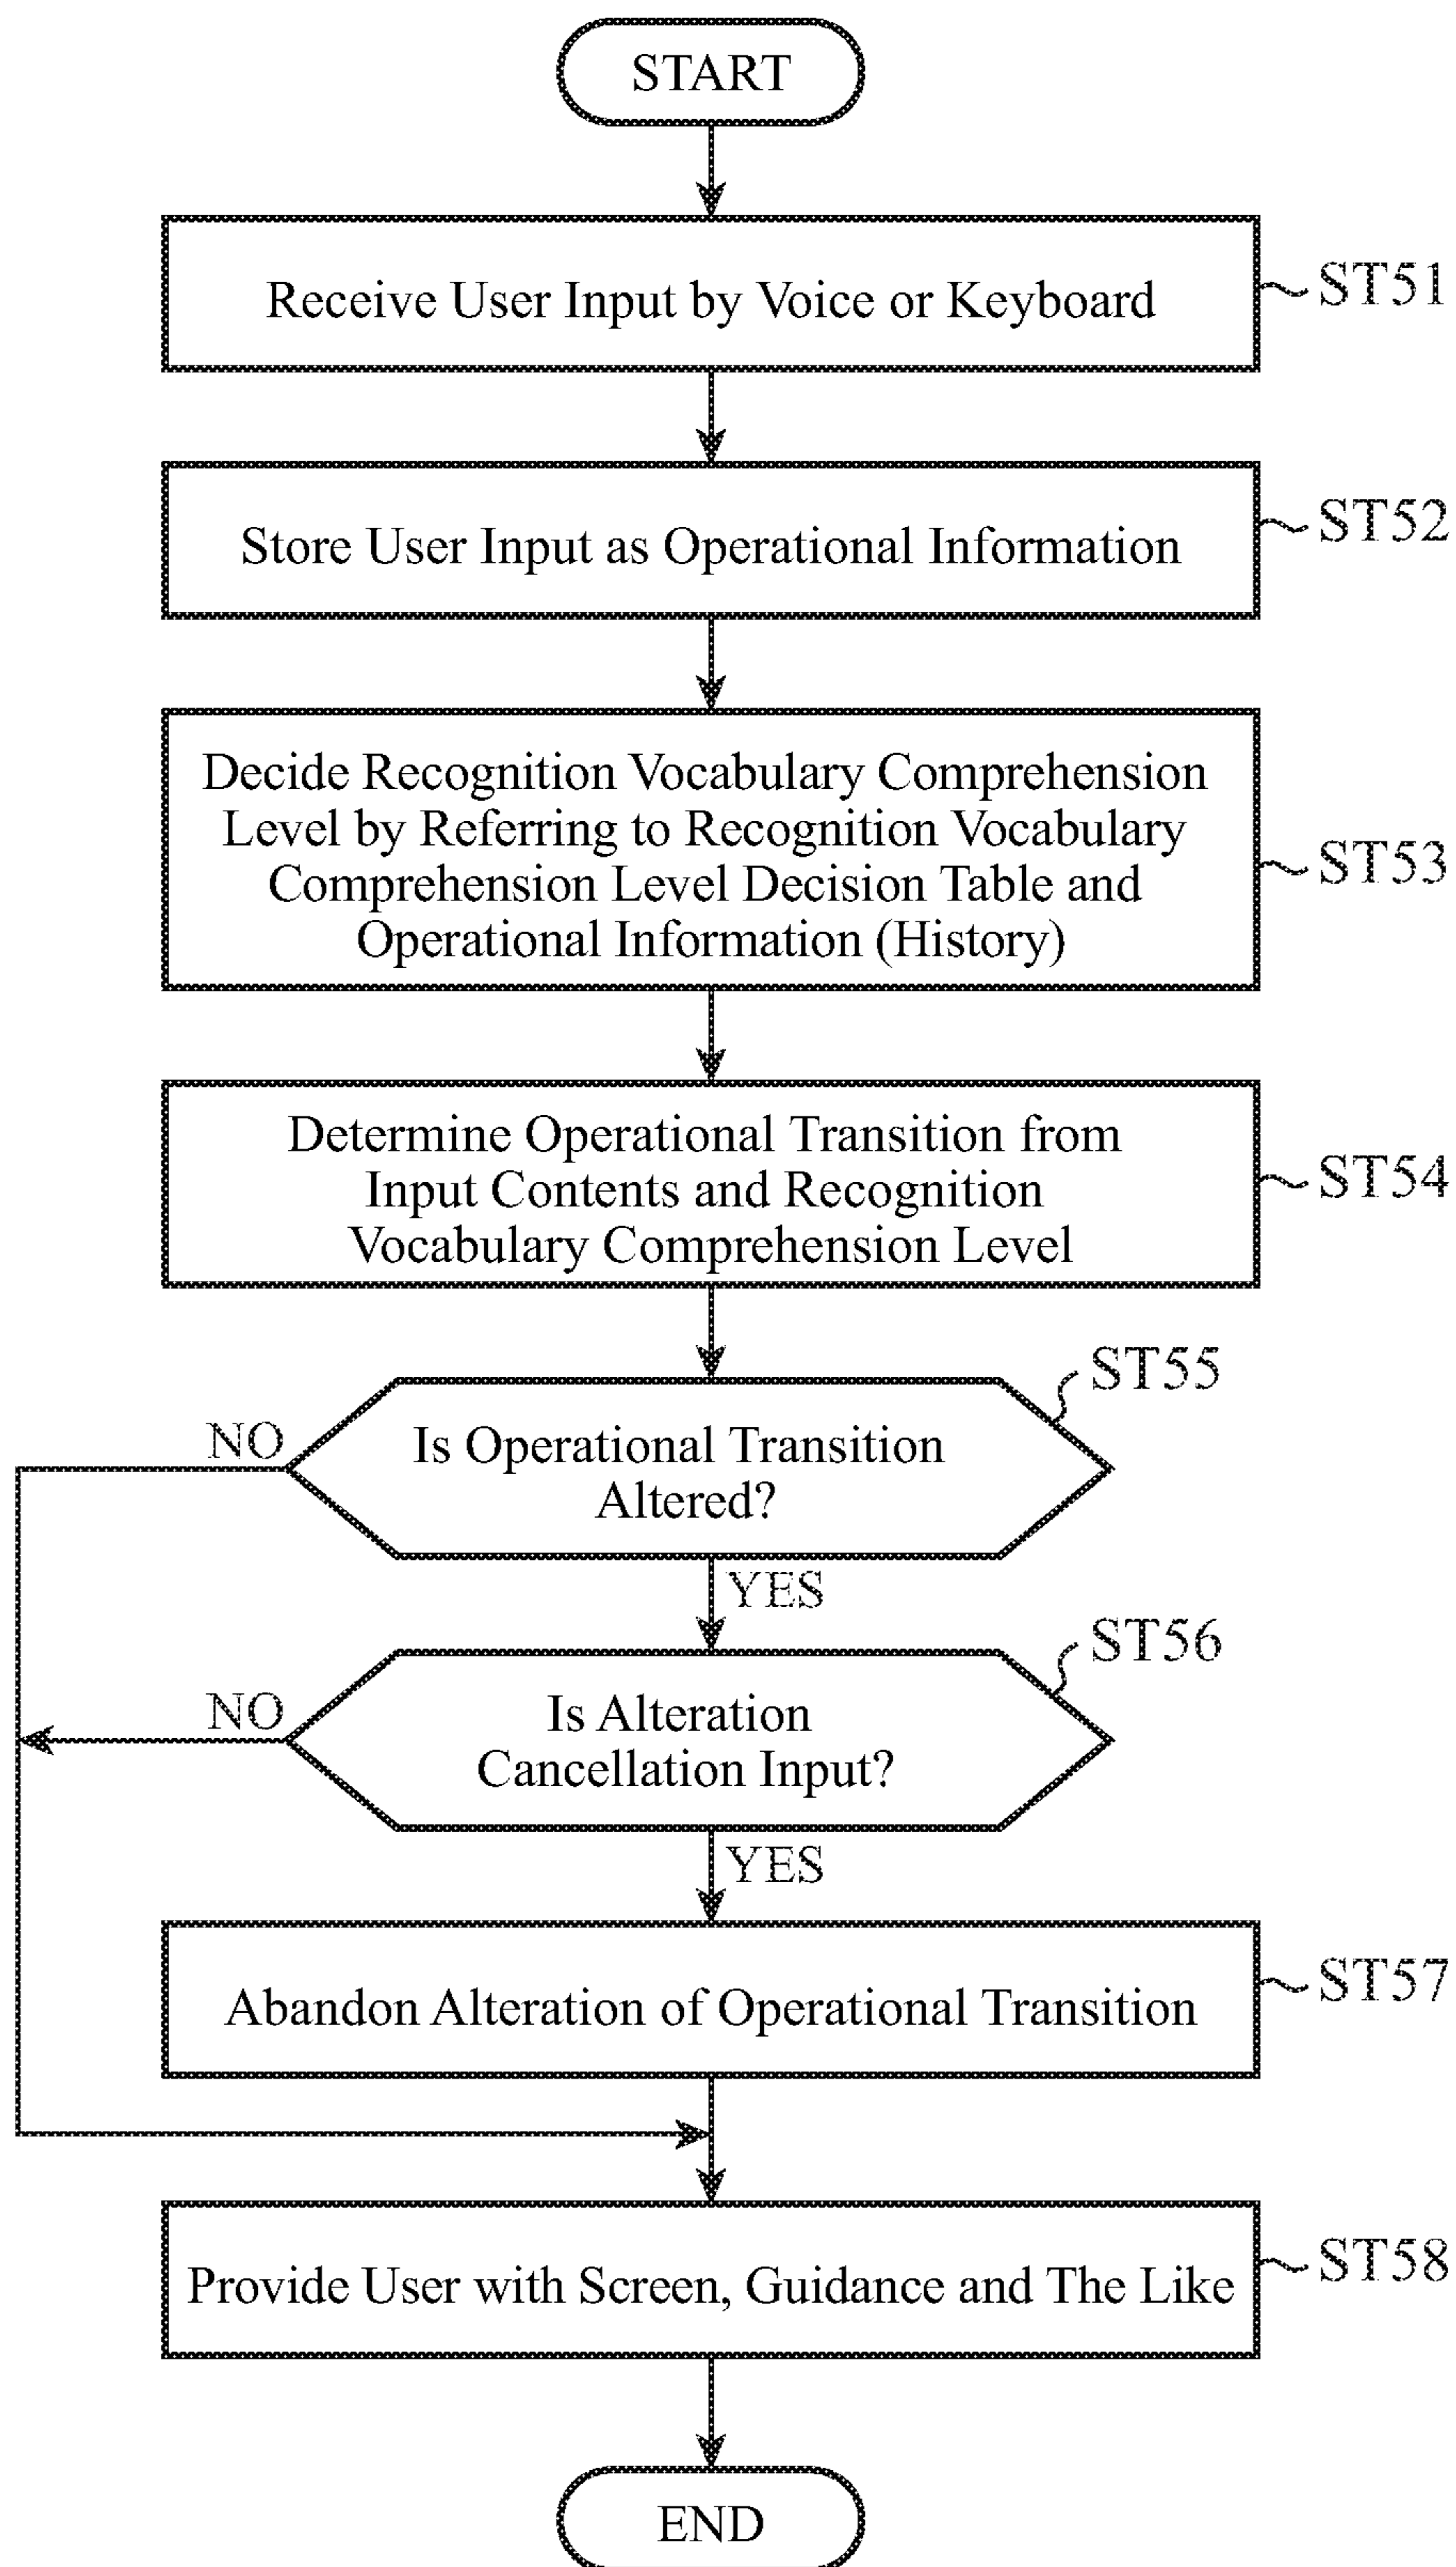 START
Receive User Input by Voice or Keyboard
ST51
Store User Input as Operational Information
ST52
Decide Recognition Vocabulary Comprehension
Level by Referring to Recognition Vocabulary
Comprehension Level Decision Table and
Operational Information (History)
ST53
Determine Operational Transition from
Input Contents and Recognition
Vocabulary Comprehension Level
ST54
ST55
NO
Is Operational Transition
Altered?
YES
ST56
NO
Is Alteration
Cancellation Input?
YES
Abandon Alteration of Operational Transition
ST57
Provide User with Screen, Guidance and The Like
ST58
END